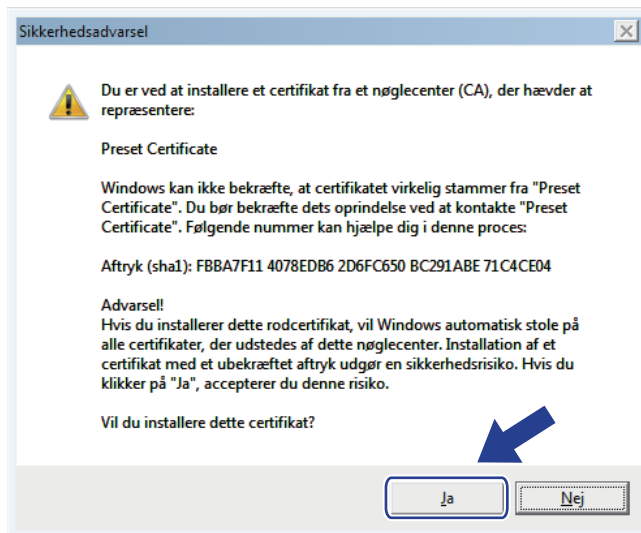 Sikkerhedsadvarsel
Du er ved at installere et certifikat fra et nøglecenter (CA), der hævder at
repræsentere:
Preset Certificate
Windows kan ikke bekræfte, at certifikatet virkelig stammer fra "Preset
Certificate". Du bør bekræfte dets oprindelse ved at kontakte "Preset
Certificate". Følgende nummer kan hjælpe dig i denne proces:
Aftryk (sha1): FBBA7F11 4078EDB6 2D6FC650 BC291ABE 71C4CE04
Advarsel!
Hvis du installerer dette rodcertifikat, vil Windows automatisk stole på
alle certifikater, der udstedes af dette nøglecenter. Installation af et
certifikat med et ubekræftet aftryk udgør en sikkerhedsrisiko. Hvis du
klikker på "Ja", accepterer du denne risiko.
Vil du installere dette certifikat?
Ja
Nej